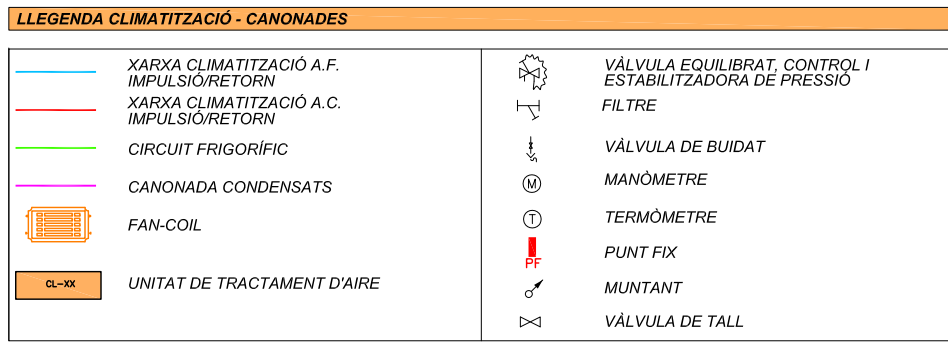 LLEGENDA CLIMATITZACIÓ - CANONADES
XARXA CLIMATITZACIÓ A.F.
IMPULSIÓ/RETORN
XARXA CLIMATITZACIÓ A.C.
IMPULSIÓ/RETORN
CIRCUIT FRIGORÍFIC
CANONADA CONDENSATS
FAN-COIL
CL-XX
UNITAT DE TRACTAMENT D'AIRE
VÀLVULA EQUILIBRAT, CONTROL I
ESTABILITZADORA DE PRESSIÓ
FILTRE
VÀLVULA DE BUIDAT
M
MANÒMETRE
T
TERMÒMETRE
PF
PUNT FIX
MUNTANT
VÀLVULA DE TALL